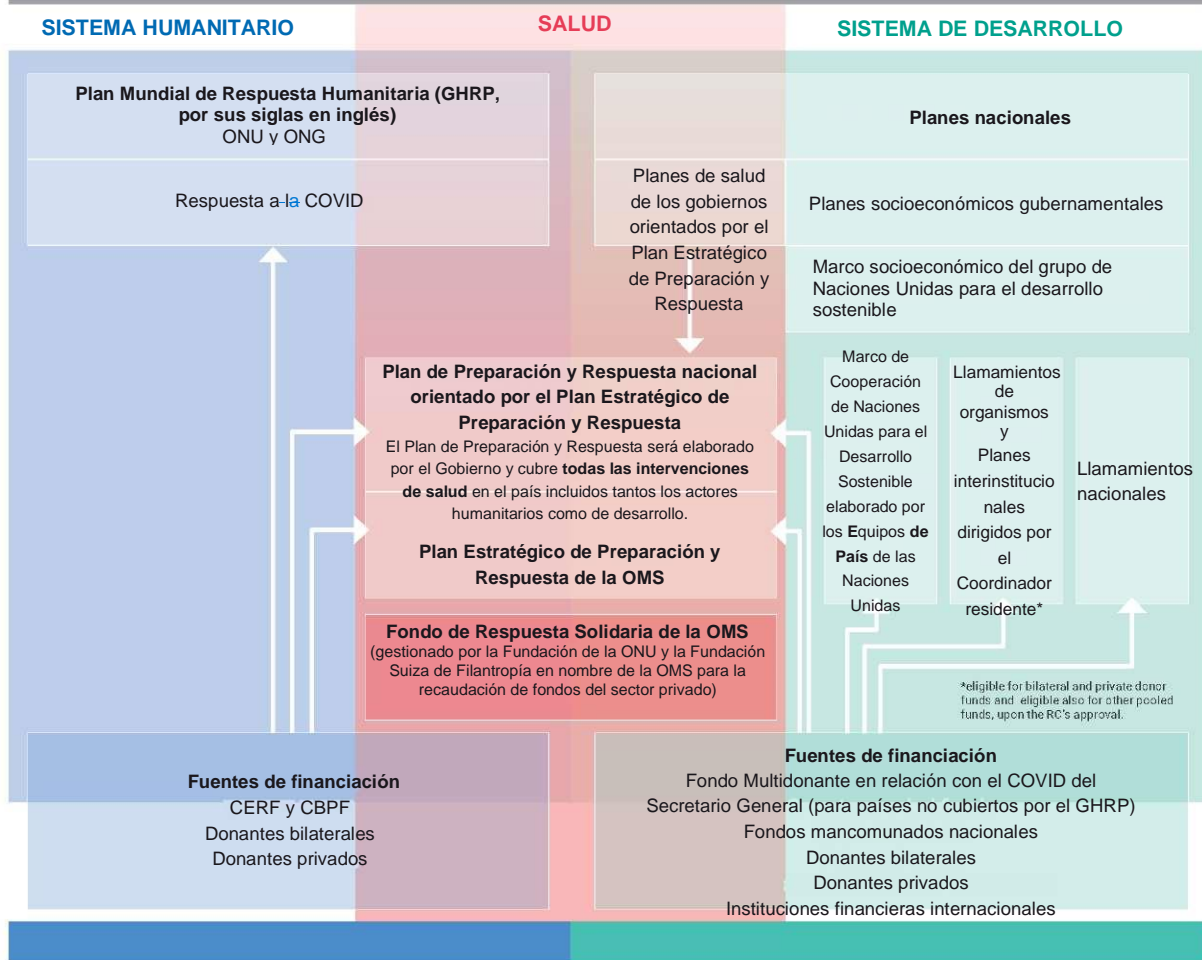 SISTEMA HUMANITARIO
SALUD
SISTEMA DE DESARROLLO
Plan Mundial de Respuesta Humanitaria (GHRP,
por sus siglas en inglés)
ONU y ONG
Respuesta a la COVID
Planes nacionales
Planes de salud
de los gobiernos
orientados por el
Plan Estratégico
de Preparación y
Respuesta
Planes socioeconómicos gubernamentales
Marco socioeconómico del grupo de
Naciones Unidas para el desarrollo
sostenible
Plan de Preparación y Respuesta nacional
orientado por el Plan Estratégico de
Preparación y Respuesta
El Plan de Preparación y Respuesta será elaborado
por el Gobierno y cubre todas las intervenciones
de salud en el país incluidos tanto los actores
humanitarios como de desarrollo.
Plan Estratégico de Preparación y
Respuesta de la OMS
Fondo de Respuesta Solidaria de la OMS
(gestionado por la Fundación de la ONU y la Fundación
Suiza de Filantropía en nombre de la OMS para la
recaudación de fondos del sector privado)
Marco de
Cooperación
de Naciones
Unidas para el
Desarrollo
Sostenible
elaborado por
los Equipos de
País de las
Naciones
Unidas
Llamamientos
de
organismos
y
Planes
interinstitucio
nales
dirigidos por
el
Coordinador
residente*
Llamamientos
nacionales
*eligible for bilateral and private donor
funds and eligible also for other pooled
funds, upon the RC's approval.
Fuentes de financiación
CERF y CBPF
Donantes bilaterales
Donantes privados
Fuentes de financiación
Fondo Multidonante en relación con el COVID del
Secretario General (para países no cubiertos por el GHRP)
Fondos mancomunados nacionales
Donantes bilaterales
Donantes privados
Instituciones financieras internacionales